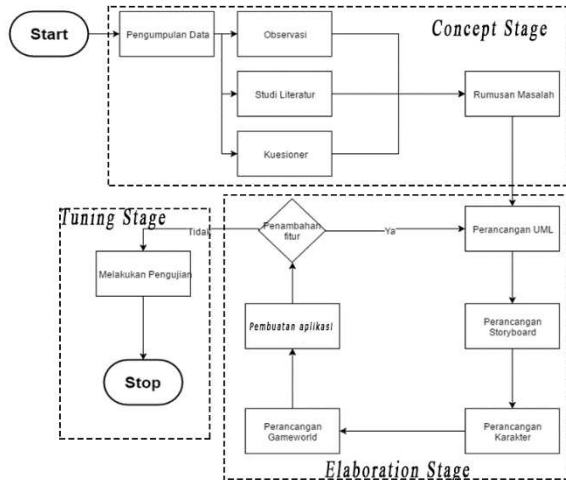 Concept Stage
Start
Pengumpulan Data
Observasi
Studi Literatur
Rumusan Masalah
Kuesioner
Tuning Stage
Penambahan
fitur
Tidak
Ya
Perancangan UML
Melakukan Pengujian
Pembuatan aplikasi
Perancangan
Storyboard
Stop
Perancangan
Gameworld
Perancangan
Karakter
Elaboration Stage